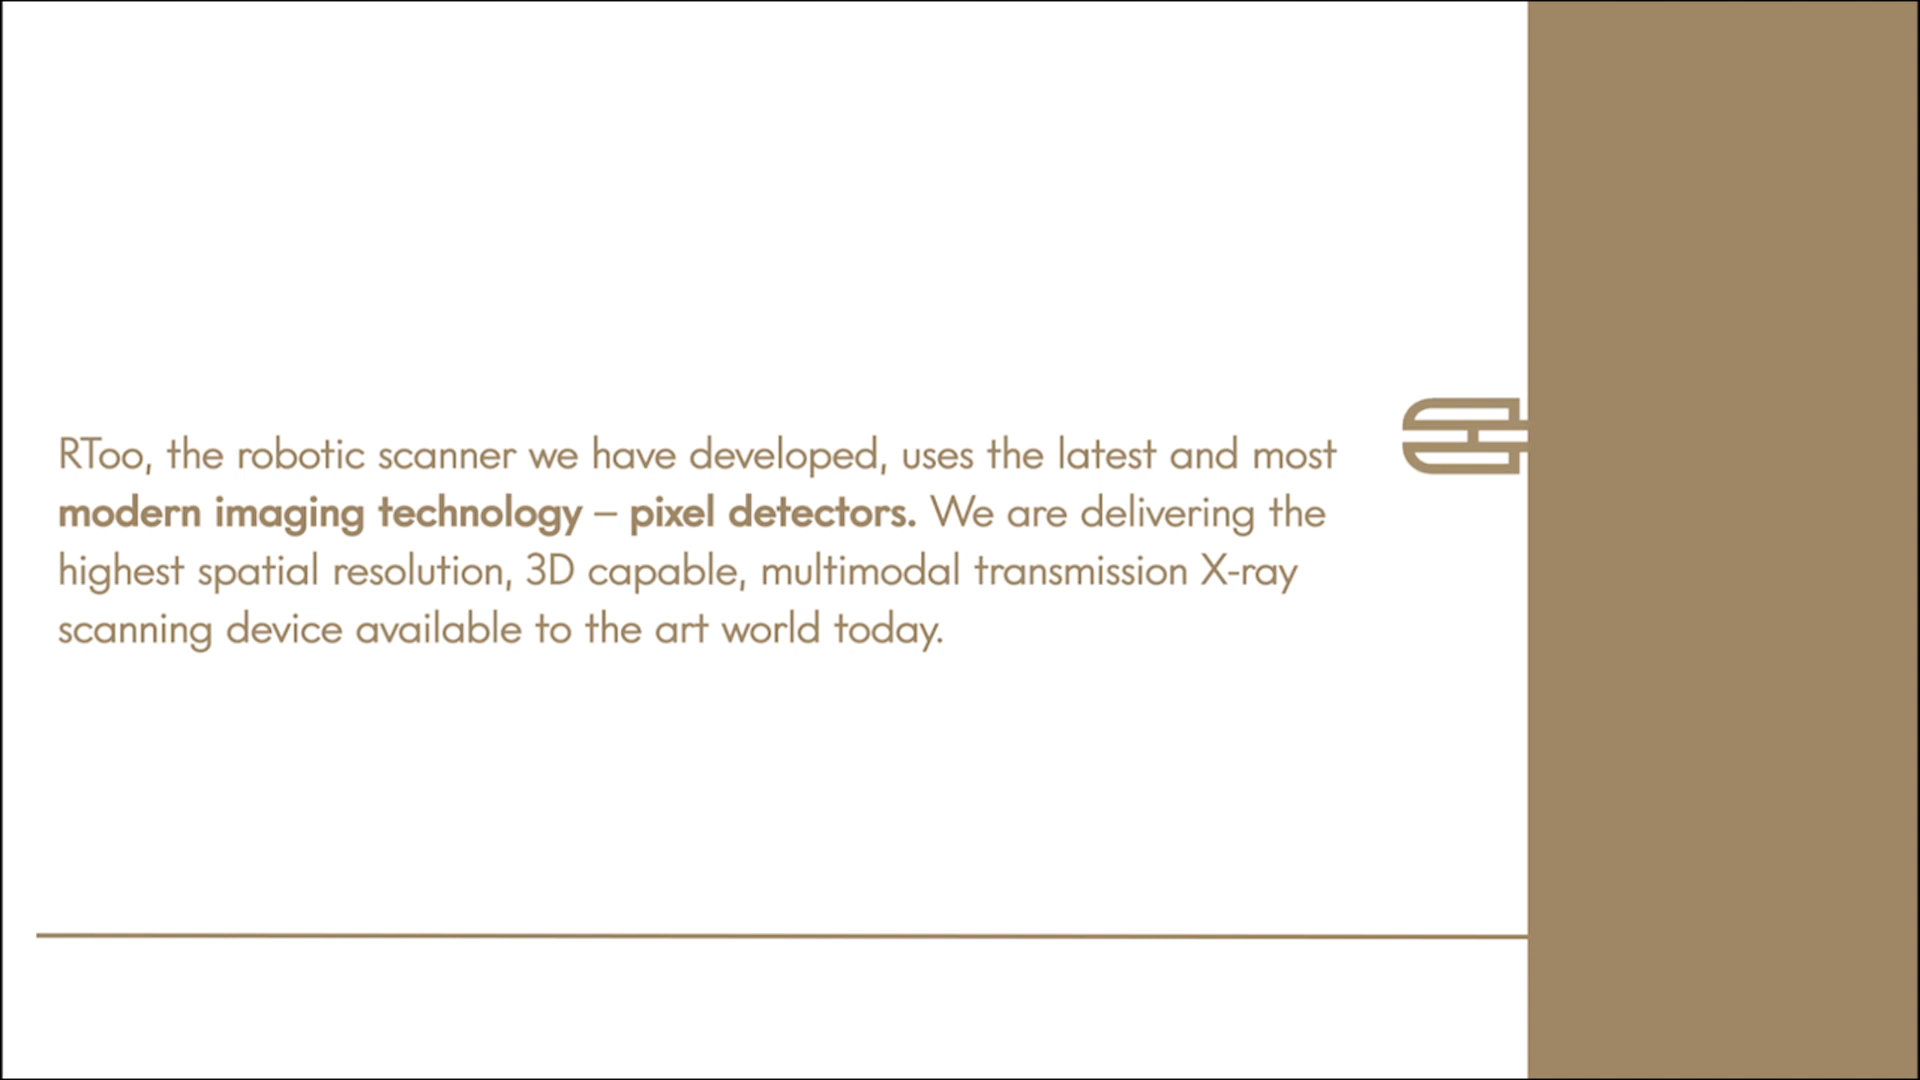 RToo, the robotic scanner we have developed, uses the latest and most
modern imaging technology – pixel detectors. We are delivering the
highest spatial resolution, 3D capable, multimodal transmission X-ray
scanning device available to the art world today.